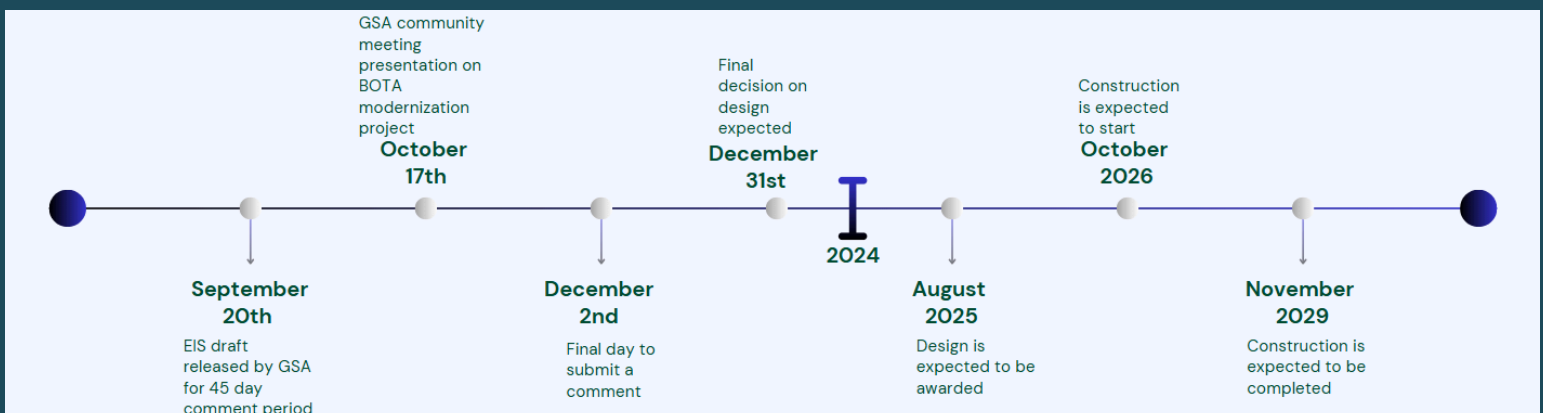 GSA community
meeting
presentation on
BOTA
modernization
project
October
17th
Final
decision on
design
expected
December
31st
Construction
is expected
to start
October
2026
2024
September
20th
EIS draft
released by GSA
for 45 day
comment period
December
2nd
Final day to
submit a
comment
August
2025
Design is
expected to be
awarded
November
2029
Construction is
expected to be
completed